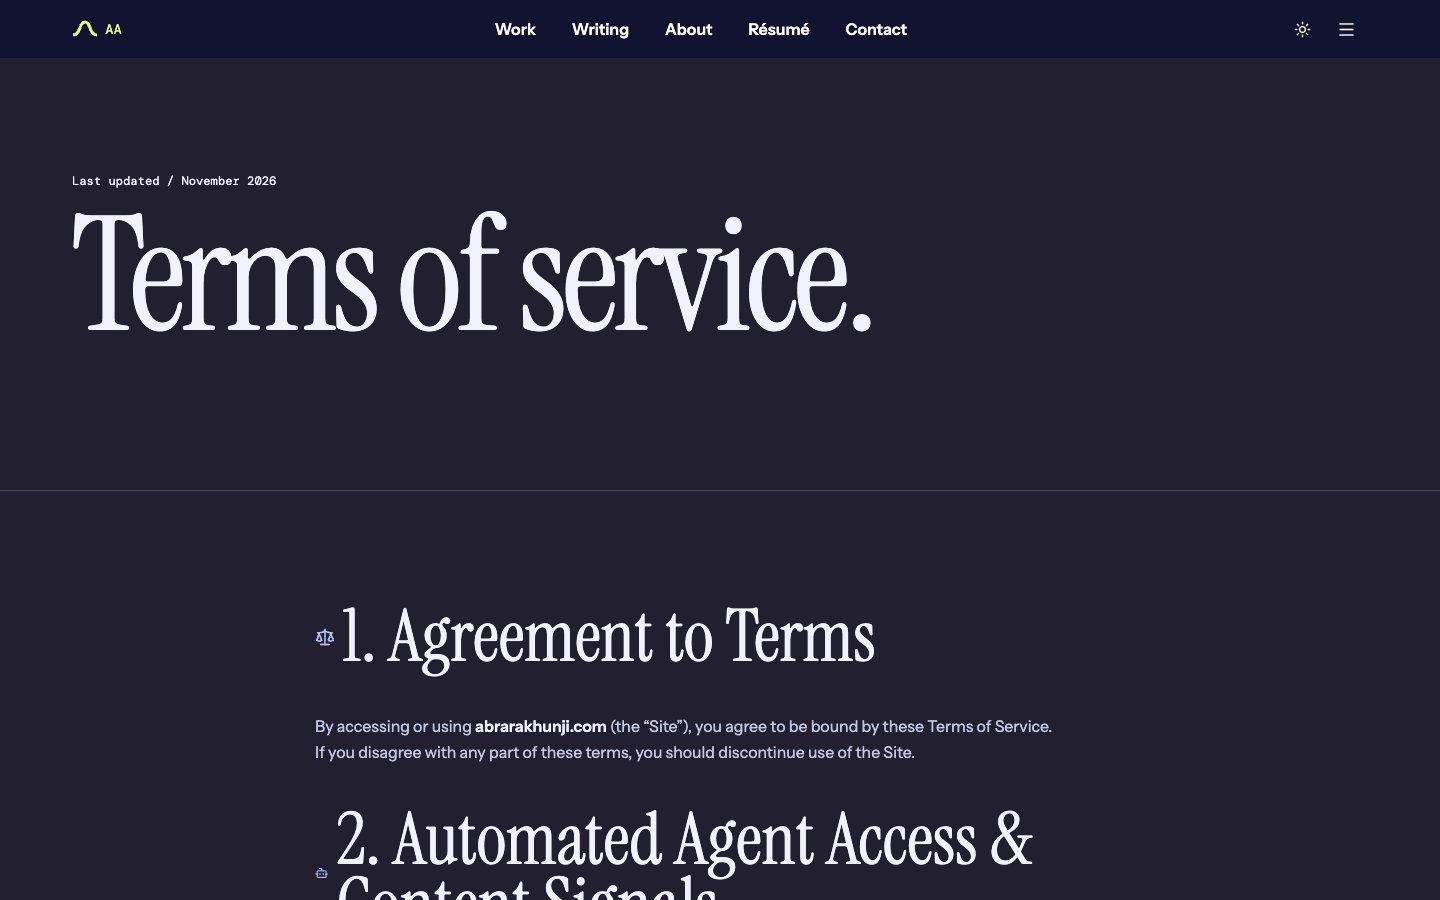 AA
Work Writing About Résumé Contact
Last updated / November 2026
Terms of service.
1. Agreement to Terms
By accessing or using abrarakhunji.com (the “Site”), you agree to be bound by these Terms of Service.
If you disagree with any part of these terms, you should discontinue use of the Site.
2. Automated Agent Access &
Content Signals